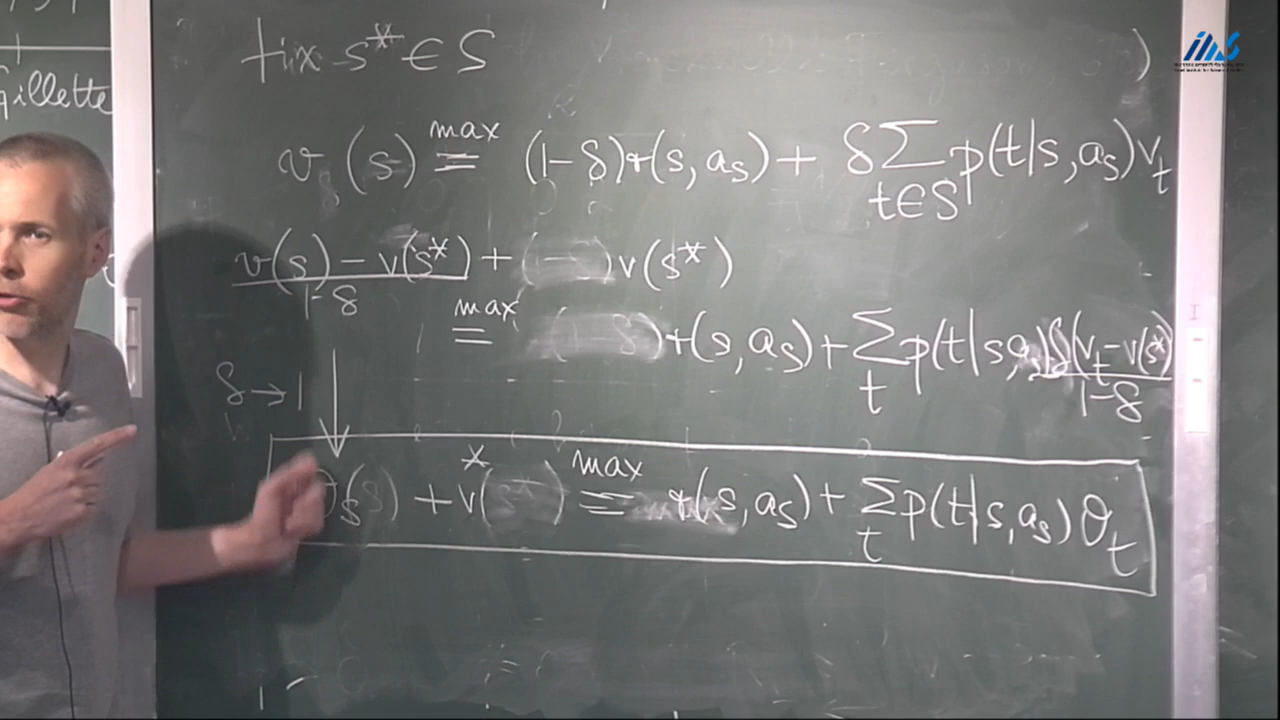 fix s* ∈ S
Gillette
v_δ(s) =^max (1-δ)r(s,a_s) + δ Σ_{t∈S} p(t|s,a_s)v_t
(v(s) - v(s*))/(1-δ) + v(s*)
=^max r(s,a_s) + Σ_t p(t|s,a_s) δ(v_t - v(s*))/(1-δ)
δ→1 ↓
θ_s + v* =^max r(s,a_s) + Σ_t p(t|s,a_s) θ_t